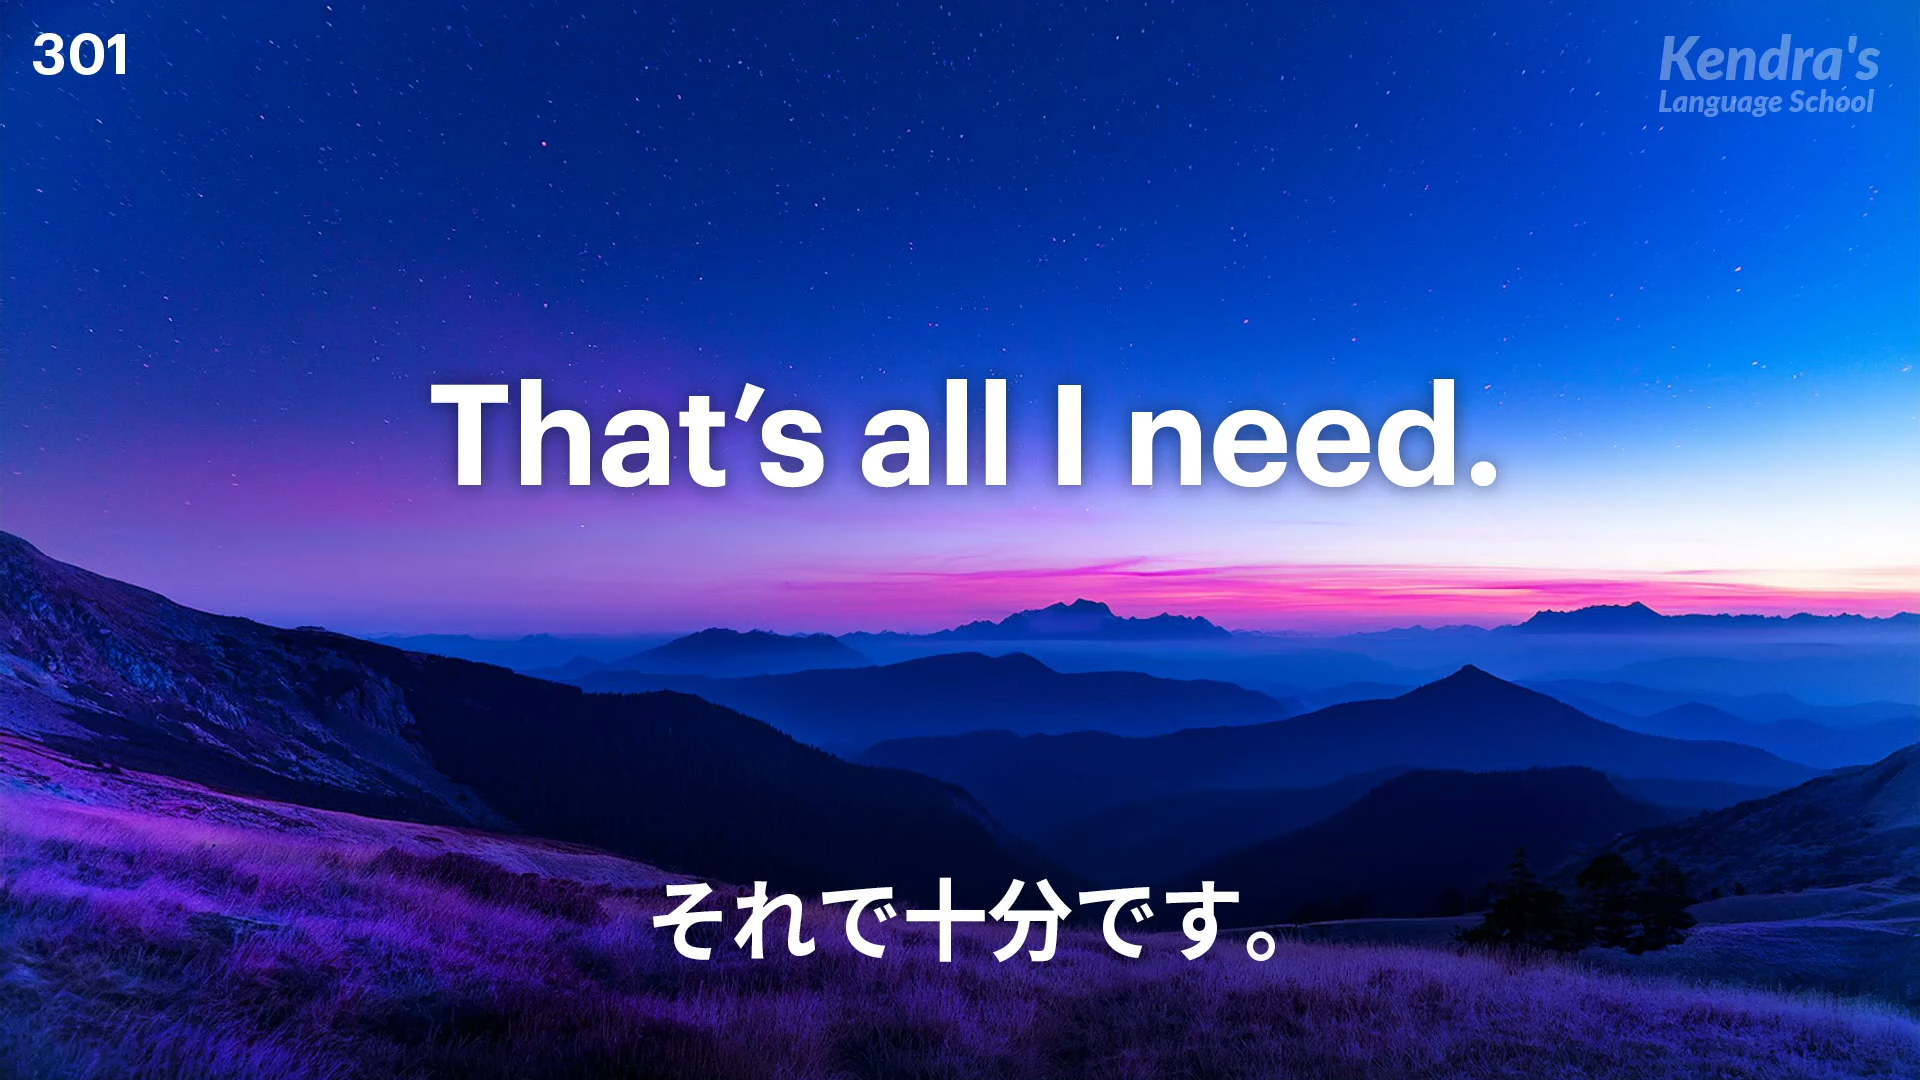 301
Kendra's
Language School
That’s all I need.
それで十分です。